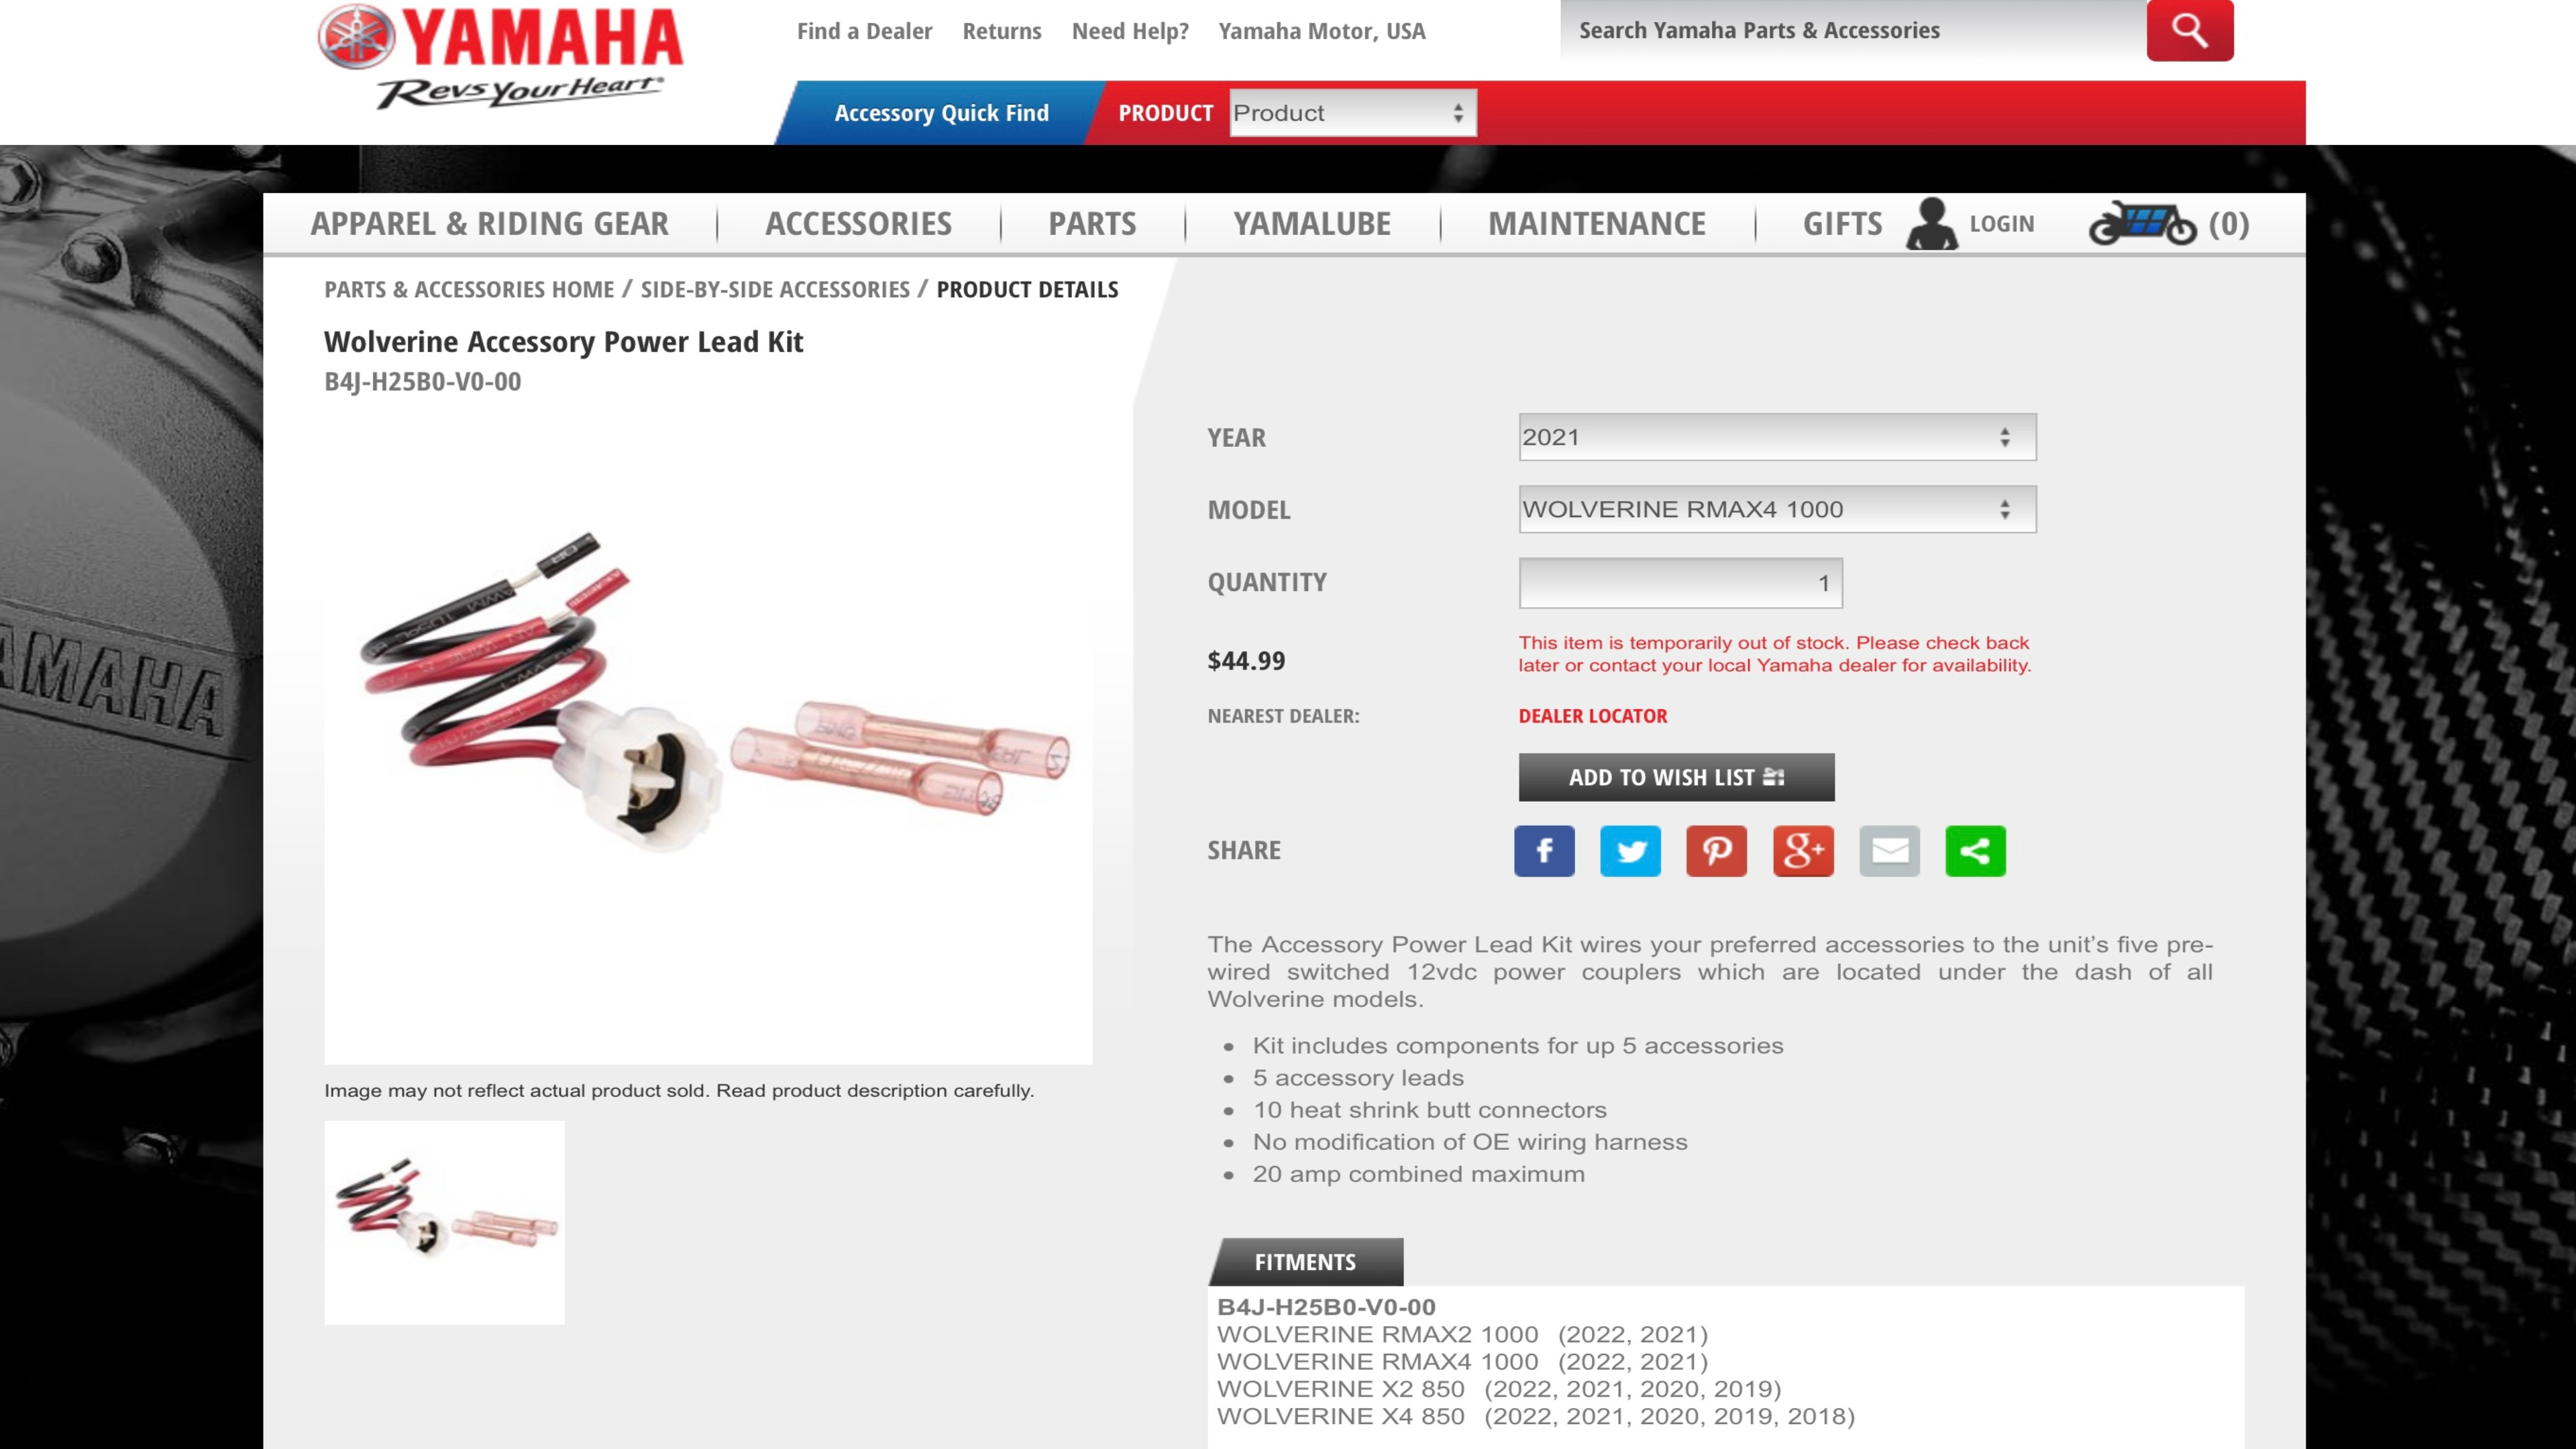 YAMAHA
Revs Your Heart
Find a Dealer Returns Need Help? Yamaha Motor, USA
Search Yamaha Parts & Accessories
Accessory Quick Find PRODUCT Product
APPAREL & RIDING GEAR ACCESSORIES PARTS YAMALUBE MAINTENANCE GIFTS LOGIN (0)
PARTS & ACCESSORIES HOME / SIDE-BY-SIDE ACCESSORIES / PRODUCT DETAILS
Wolverine Accessory Power Lead Kit
B4J-H25B0-V0-00
Image may not reflect actual product sold. Read product description carefully.
YEAR 2021
MODEL WOLVERINE RMAX4 1000
QUANTITY 1
$44.99
This item is temporarily out of stock. Please check back
later or contact your local Yamaha dealer for availability.
NEAREST DEALER: DEALER LOCATOR
ADD TO WISH LIST
SHARE
The Accessory Power Lead Kit wires your preferred accessories to the unit's five pre-
wired switched 12vdc power couplers which are located under the dash of all
Wolverine models.
• Kit includes components for up 5 accessories
• 5 accessory leads
• 10 heat shrink butt connectors
• No modification of OE wiring harness
• 20 amp combined maximum
FITMENTS
B4J-H25B0-V0-00
WOLVERINE RMAX2 1000 (2022, 2021)
WOLVERINE RMAX4 1000 (2022, 2021)
WOLVERINE X2 850 (2022, 2021, 2020, 2019)
WOLVERINE X4 850 (2022, 2021, 2020, 2019, 2018)
AMAHA